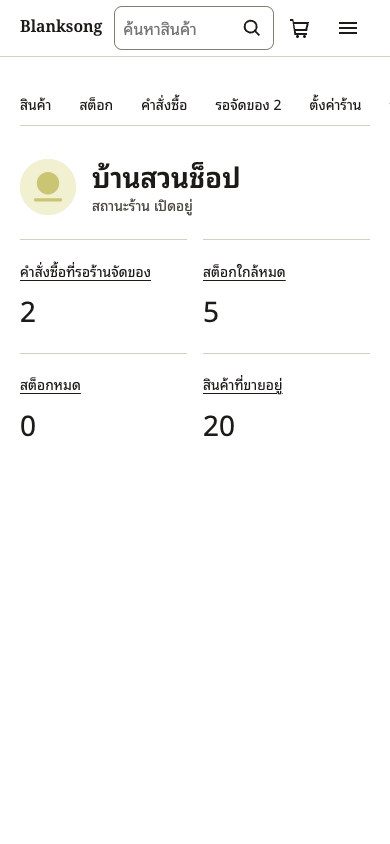 Blanksong
ค้นหาสินค้า
สินค้า สต็อก คำสั่งซื้อ รอจัดของ 2 ตั้งค่าร้าน
บ้านสวนช็อป
สถานะร้าน เปิดอยู่
คำสั่งซื้อที่รอร้านจัดของ
2
สต็อกใกล้หมด
5
สต็อกหมด
0
สินค้าที่ขายอยู่
20